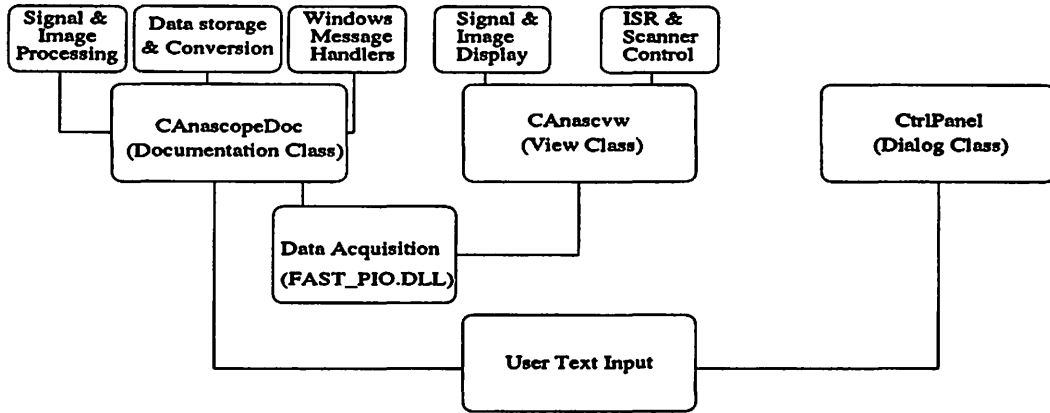 Signal &
Image
Processing
Data storage
& Conversion
Windows
Message
Handlers
Signal &
Image
Display
ISR &
Scanner
Control
CAnascopeDoc
(Documentation Class)
CAnascvw
(View Class)
CtrlPanel
(Dialog Class)
Data Acquisition
(FAST_PIO.DLL)
User Text Input